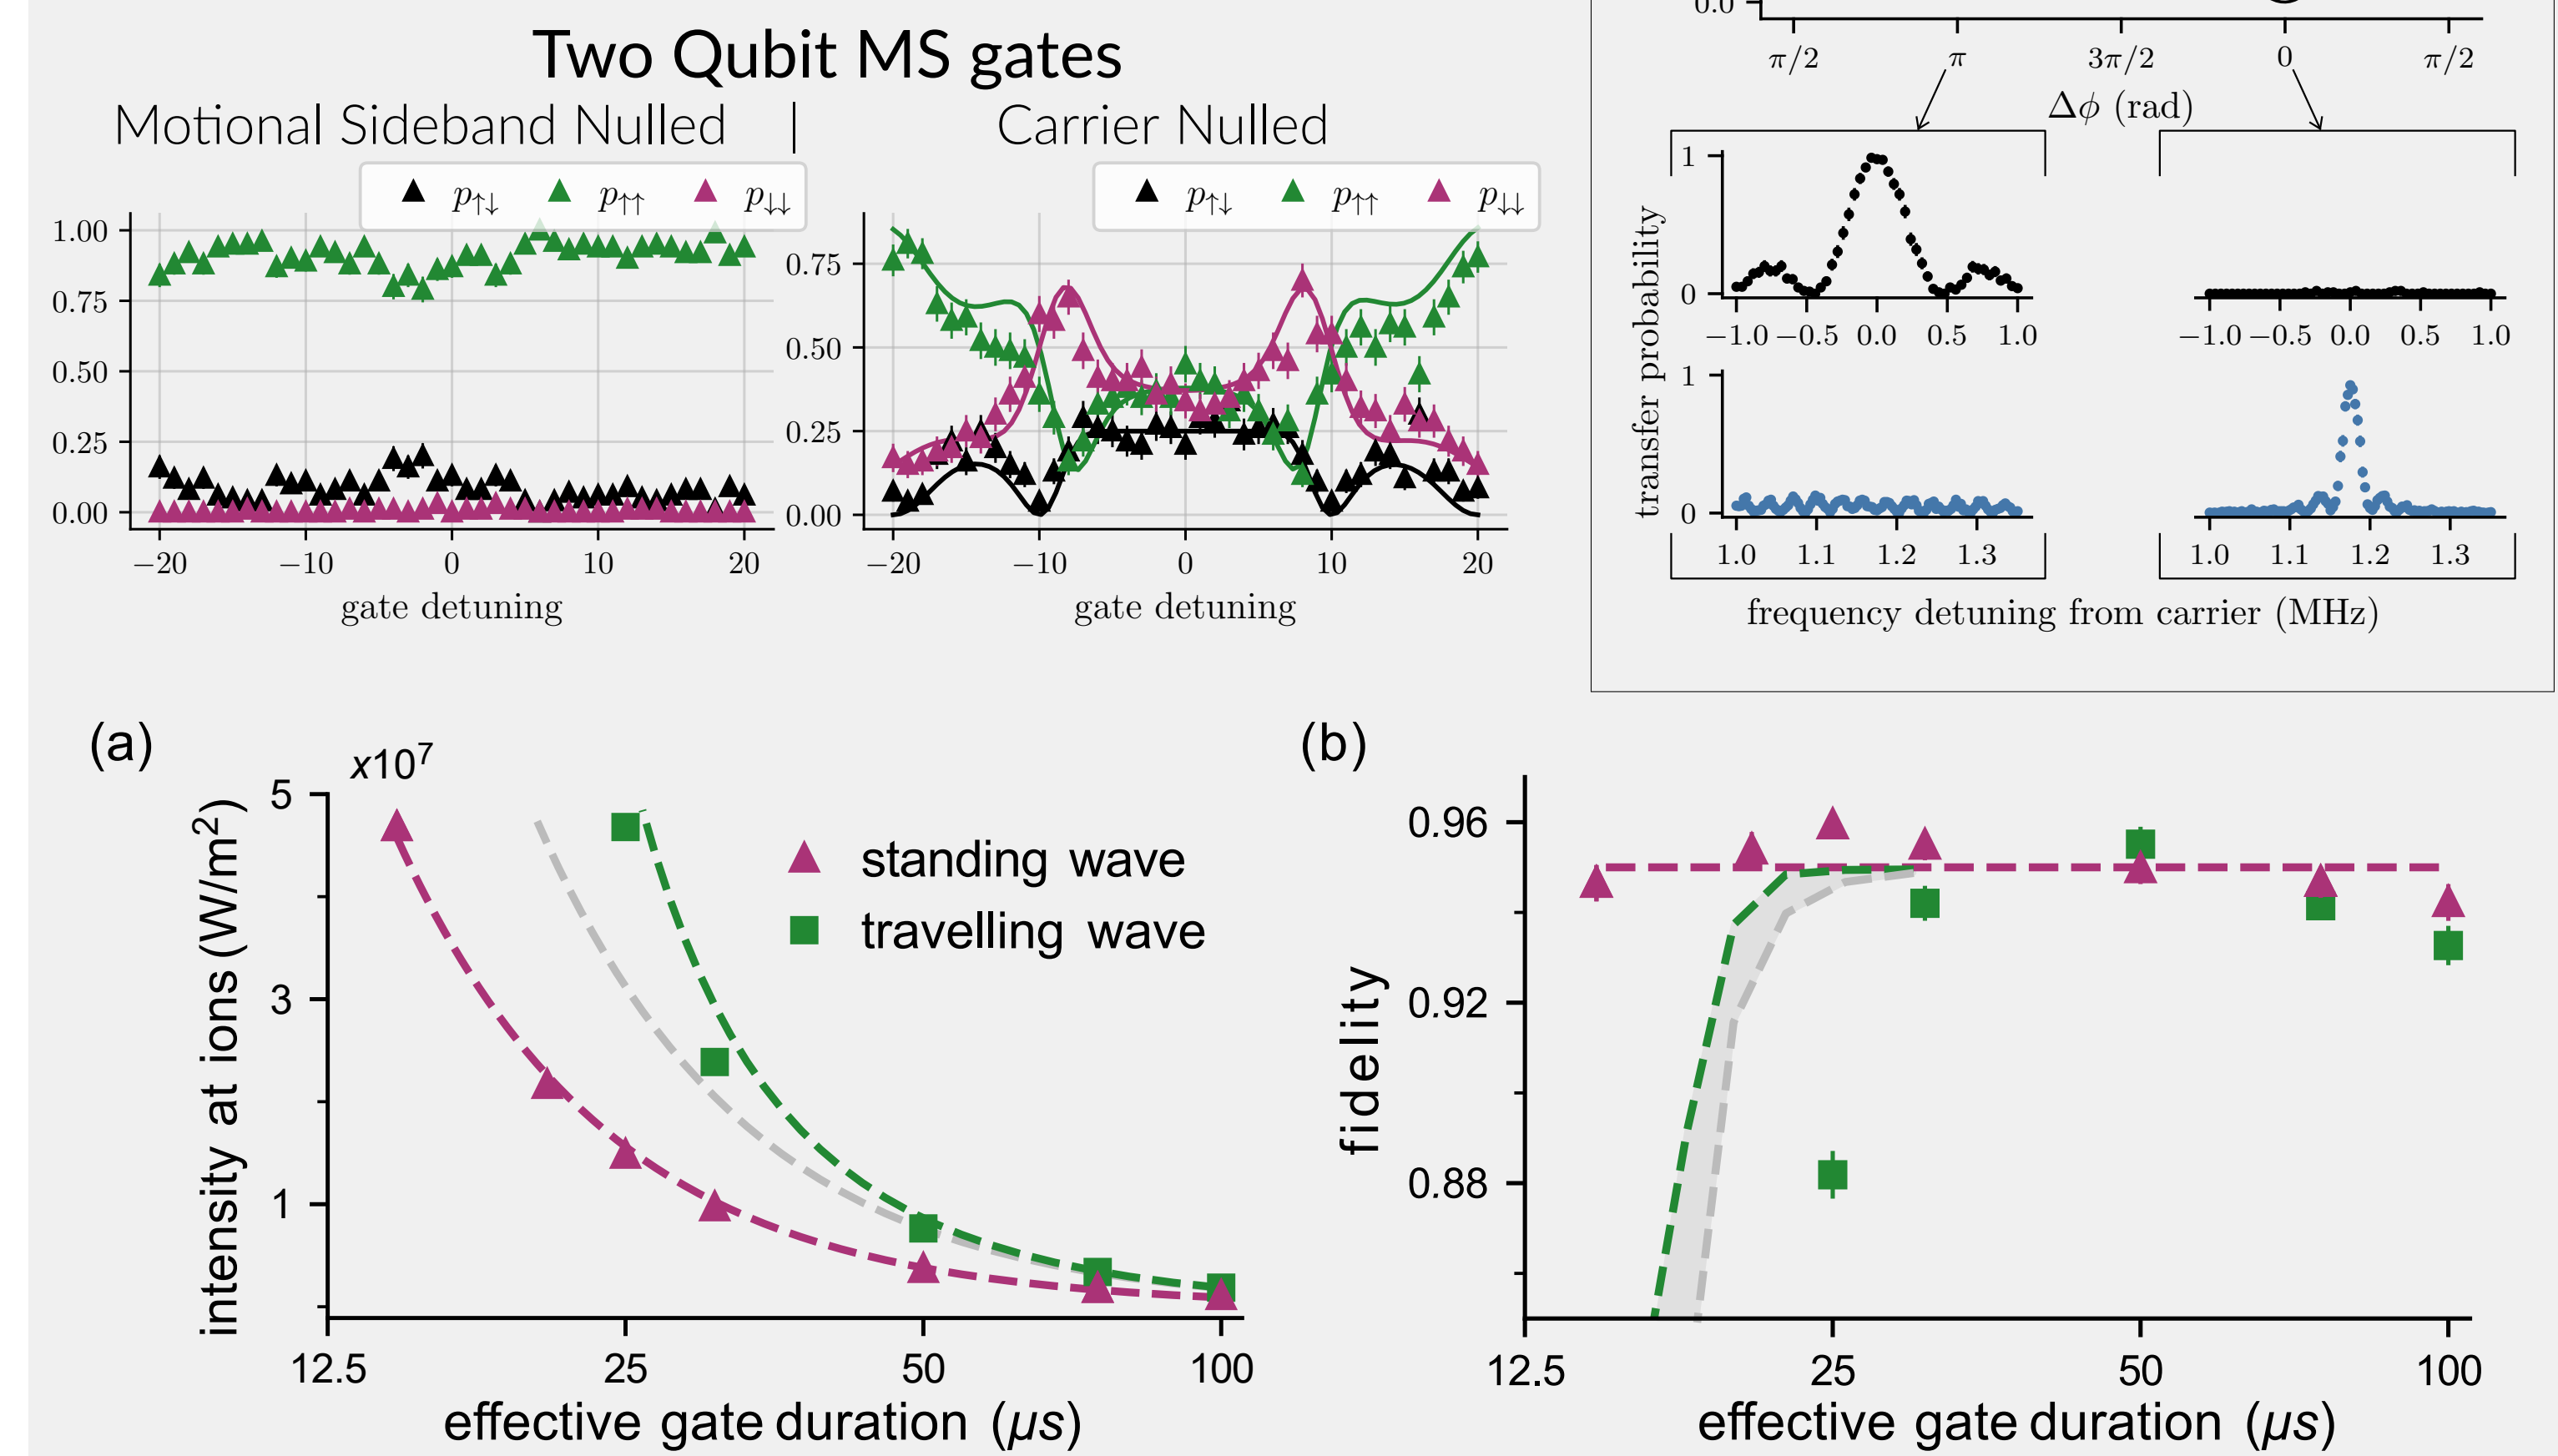 Two Qubit MS gates
Motional Sideband Nulled | Carrier Nulled
p↑↓ p↑↑ p↓↓
1.00
0.75
0.50
0.25
0.00
−20 −10 0 10 20
gate detuning
p↑↓ p↑↑ p↓↓
0.75
0.50
0.25
0.00
−20 −10 0 10 20
gate detuning
0.0
π/2 π 3π/2 0 π/2
Δϕ (rad)
transfer probability
1
0
−1.0 −0.5 0.0 0.5 1.0
−1.0 −0.5 0.0 0.5 1.0
1
0
1.0 1.1 1.2 1.3
1.0 1.1 1.2 1.3
frequency detuning from carrier (MHz)
(a)
x10⁷
5
3
1
intensity at ions (W/m²)
standing wave
travelling wave
12.5 25 50 100
effective gate duration (μs)
(b)
0.96
0.92
0.88
fidelity
12.5 25 50 100
effective gate duration (μs)